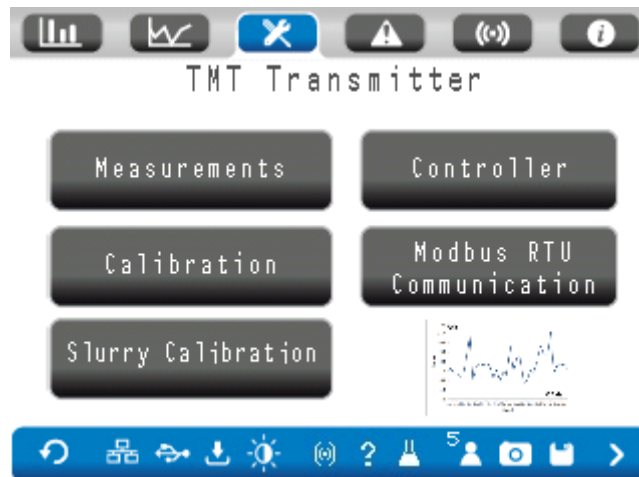 TMT Transmitter
Measurements
Controller
Calibration
Modbus RTU
Communication
Slurry Calibration
?
5